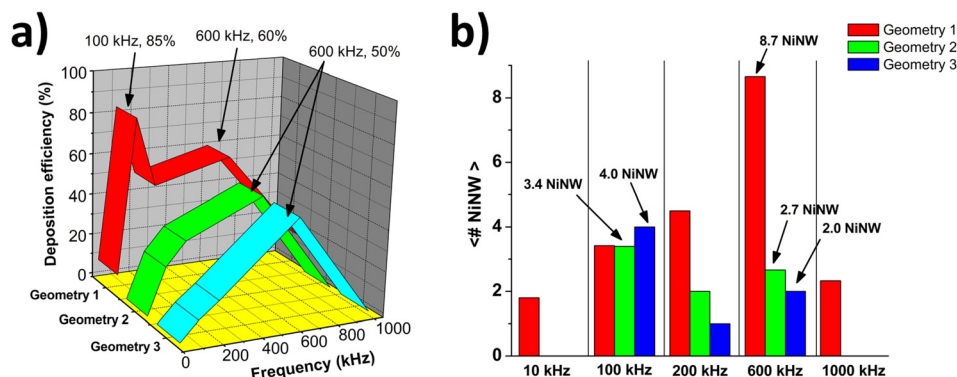 a)
100 kHz, 85%
600 kHz, 60%
600 kHz, 50%
Deposition efficiency (%)
100
80
60
40
20
0
Geometry 1
Geometry 2
Geometry 3
0
200
400
600
800
1000
Frequency (kHz)
b)
Geometry 1
Geometry 2
Geometry 3
8.7 NiNW
3.4 NiNW
4.0 NiNW
2.7 NiNW
2.0 NiNW
<# NiNW >
8
6
4
2
0
10 kHz
100 kHz
200 kHz
600 kHz
1000 kHz